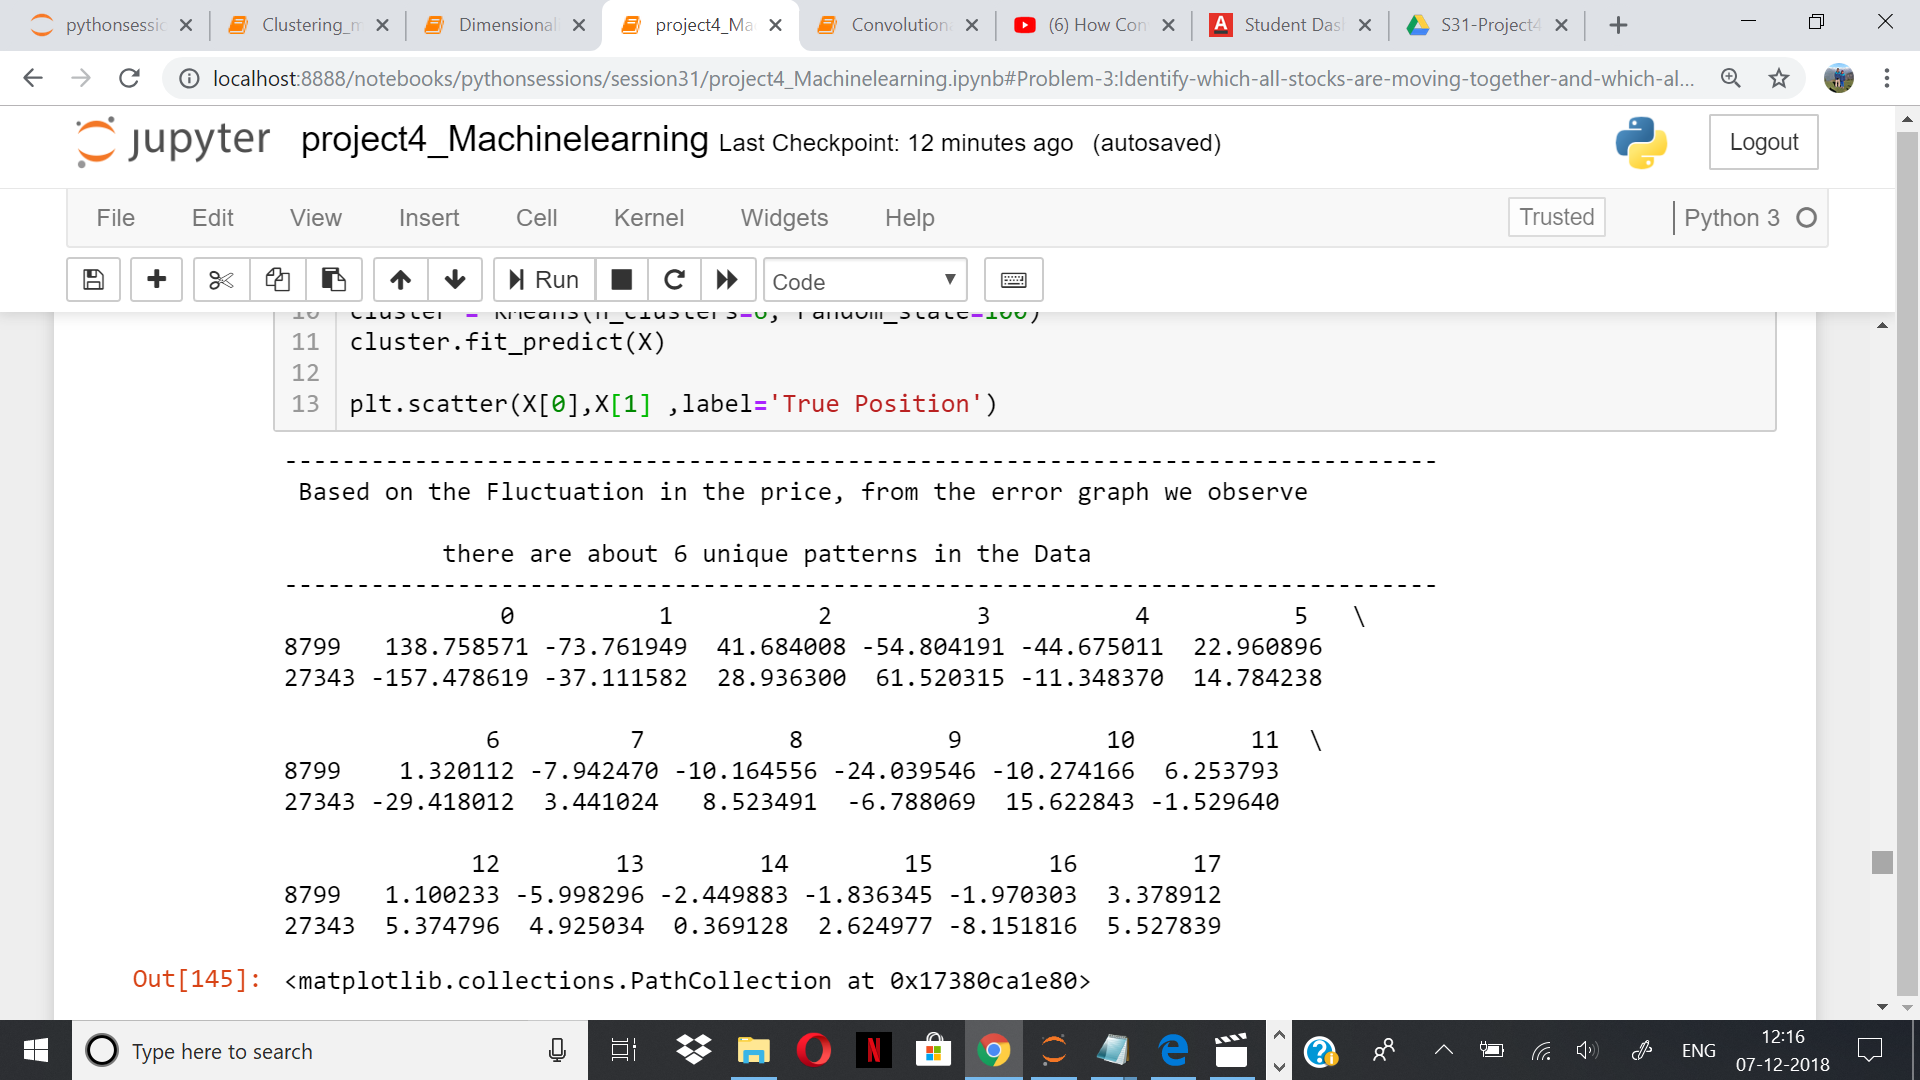 pythonsessic
Clustering_m
Dimensional
project4_Ma
Convolution
(6) How Con
Student Das
S31-Project4
localhost:8888/notebooks/pythonsessions/session31/project4_Machinelearning.ipynb#Problem-3:Identify-which-all-stocks-are-moving-together-and-which-al...
jupyter project4_Machinelearning Last Checkpoint: 12 minutes ago (autosaved)
Logout
File Edit View Insert Cell Kernel Widgets Help
Trusted
Python 3
Run
Code
10 cluster = KMeans(n_clusters=6, random_state=100)
11 cluster.fit_predict(X)
12
13 plt.scatter(X[0],X[1] ,label='True Position')
--------------------------------------------------------------------------------
Based on the Fluctuation in the price, from the error graph we observe
there are about 6 unique patterns in the Data
--------------------------------------------------------------------------------
0 1 2 3 4 5 \
8799 138.758571 -73.761949 41.684008 -54.804191 -44.675011 22.960896
27343 -157.478619 -37.111582 28.936300 61.520315 -11.348370 14.784238
6 7 8 9 10 11 \
8799 1.320112 -7.942470 -10.164556 -24.039546 -10.274166 6.253793
27343 -29.418012 3.441024 8.523491 -6.788069 15.622843 -1.529640
12 13 14 15 16 17
8799 1.100233 -5.998296 -2.449883 -1.836345 -1.970303 3.378912
27343 5.374796 4.925034 0.369128 2.624977 -8.151816 5.527839
Out[145]: <matplotlib.collections.PathCollection at 0x17380ca1e80>
Type here to search
ENG
12:16
07-12-2018